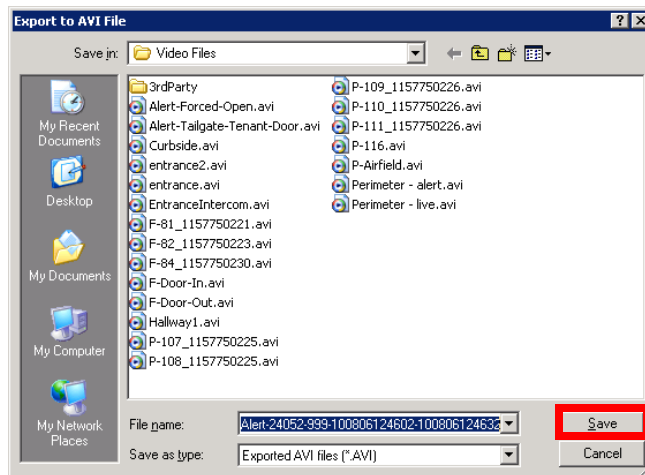 Export to AVI File
Save in: Video Files
My Recent Documents
Desktop
My Documents
My Computer
My Network Places
3rdParty
Alert-Forced-Open.avi
Alert-Tailgate-Tenant-Door.avi
Curbside.avi
entrance2.avi
entrance.avi
EntranceIntercom.avi
F-81_1157750221.avi
F-82_1157750223.avi
F-84_1157750230.avi
F-Door-In.avi
F-Door-Out.avi
Hallway1.avi
P-107_1157750225.avi
P-108_1157750225.avi
P-109_1157750226.avi
P-110_1157750226.avi
P-111_1157750226.avi
P-116.avi
P-Airfield.avi
Perimeter - alert.avi
Perimeter - live.avi
File name: Alert-24052-999-100806124602-100806124632 Save
Save as type: Exported AVI files (*.AVI) Cancel